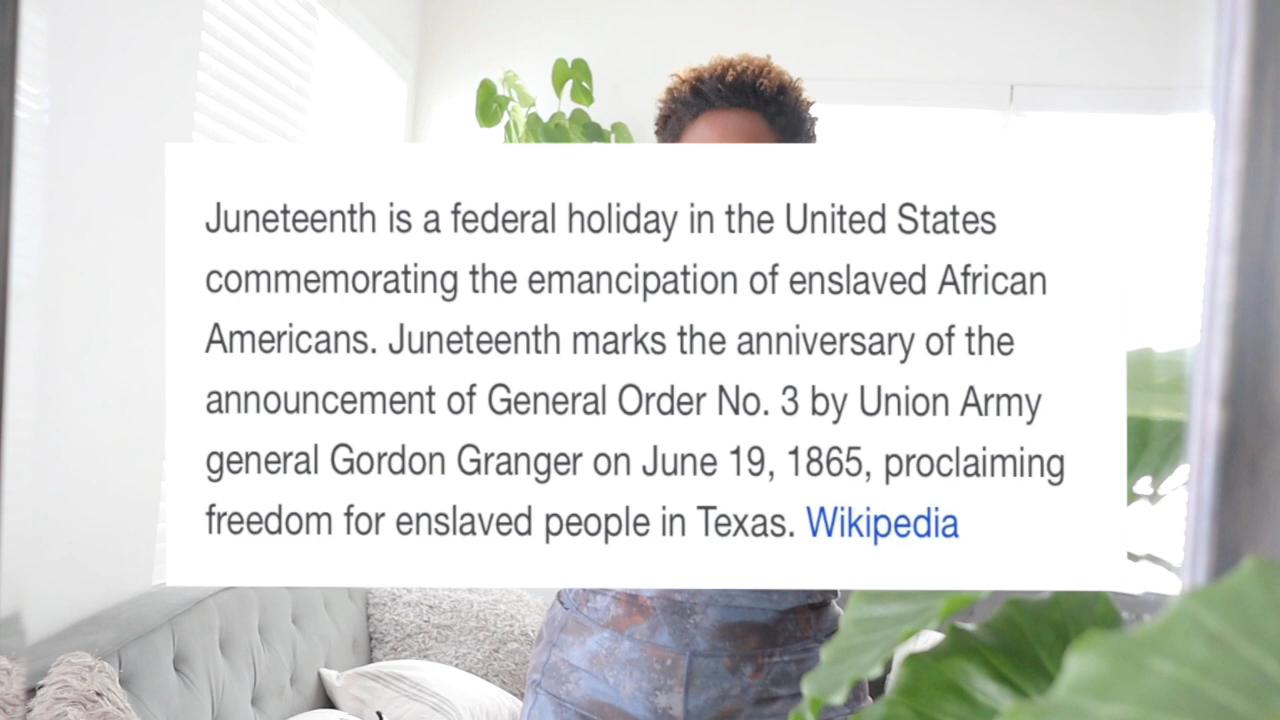 Juneteenth is a federal holiday in the United States
commemorating the emancipation of enslaved African
Americans. Juneteenth marks the anniversary of the
announcement of General Order No. 3 by Union Army
general Gordon Granger on June 19, 1865, proclaiming
freedom for enslaved people in Texas. Wikipedia